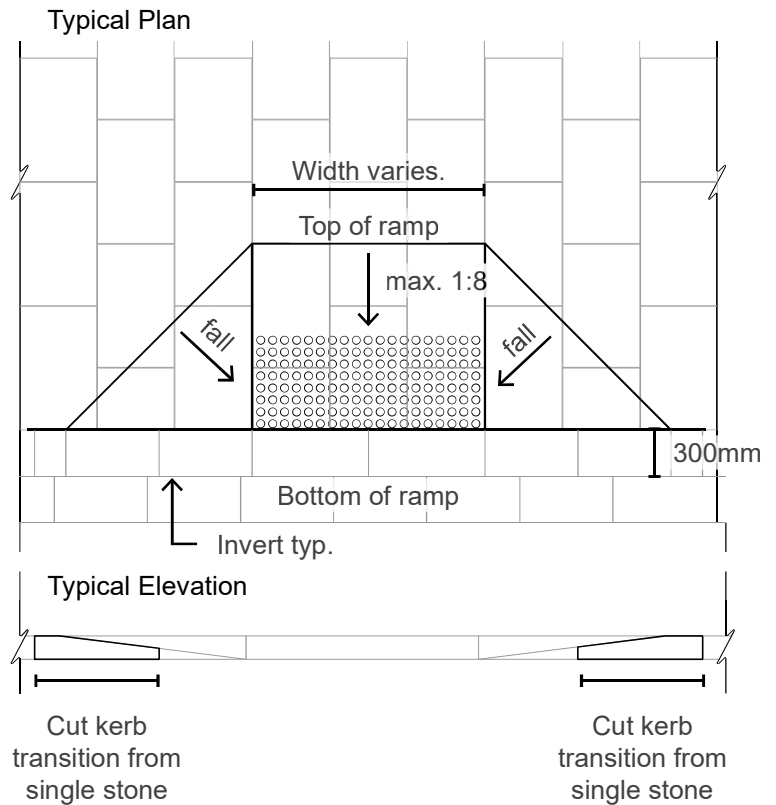 Typical Plan
Width varies.
Top of ramp
max. 1:8
fall
fall
300mm
Bottom of ramp
Invert typ.
Typical Elevation
Cut kerb
transition from
single stone
Cut kerb
transition from
single stone